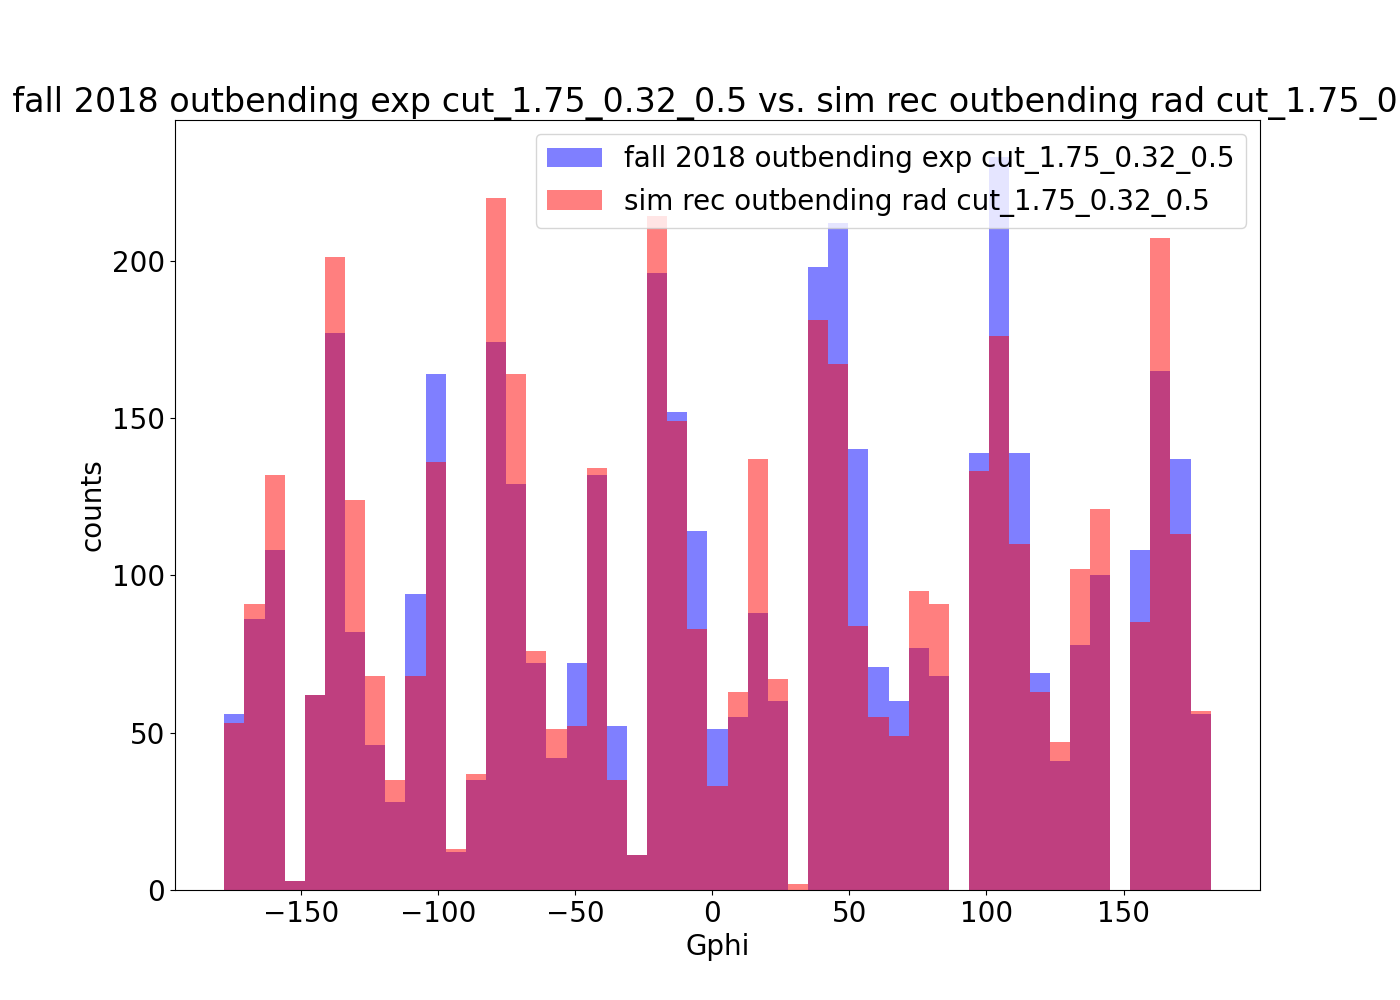 fall 2018 outbending exp cut_1.75_0.32_0.5 vs. sim rec outbending rad cut_1.75_0
fall 2018 outbending exp cut_1.75_0.32_0.5
sim rec outbending rad cut_1.75_0.32_0.5
200
150
100
50
0
counts
−150 −100 −50 0 50 100 150
Gphi